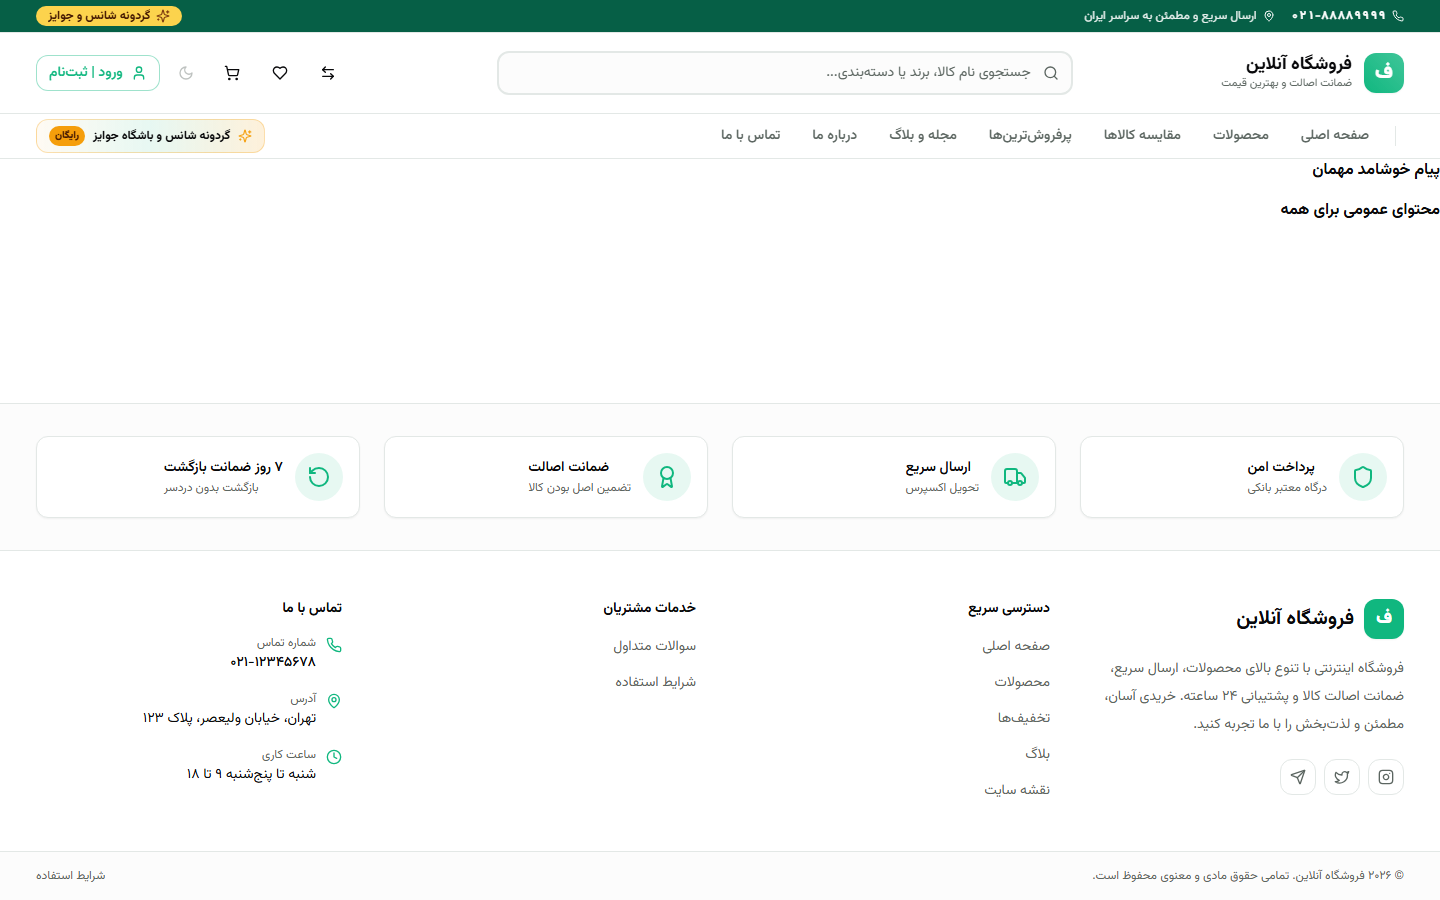 ۰۲۱-۸۸۸۸۹۹۹۹
ارسال سریع و مطمئن به سراسر ایران
گردونه شانس و جوایز
ف
فروشگاه آنلاین
ضمانت اصالت و بهترین قیمت
جستجوی نام کالا، برند یا دسته‌بندی...
ورود | ثبت‌نام
صفحه اصلی
محصولات
مقایسه کالاها
پرفروش‌ترین‌ها
مجله و بلاگ
درباره ما
تماس با ما
گردونه شانس و باشگاه جوایز
رایگان
پیام خوشامد مهمان
محتوای عمومی برای همه
پرداخت امن
درگاه معتبر بانکی
ارسال سریع
تحویل اکسپرس
ضمانت اصالت
تضمین اصل بودن کالا
۷ روز ضمانت بازگشت
بازگشت بدون دردسر
ف
فروشگاه آنلاین
فروشگاه اینترنتی با تنوع بالای محصولات، ارسال سریع،
ضمانت اصالت کالا و پشتیبانی ۲۴ ساعته. خریدی آسان،
مطمئن و لذت‌بخش را با ما تجربه کنید.
دسترسی سریع
صفحه اصلی
محصولات
تخفیف‌ها
بلاگ
نقشه سایت
خدمات مشتریان
سوالات متداول
شرایط استفاده
تماس با ما
شماره تماس
۰۲۱-۱۲۳۴۵۶۷۸
آدرس
تهران، خیابان ولیعصر، پلاک ۱۲۳
ساعت کاری
شنبه تا پنج‌شنبه ۹ تا ۱۸
© ۲۰۲۶ فروشگاه آنلاین. تمامی حقوق مادی و معنوی محفوظ است.
شرایط استفاده